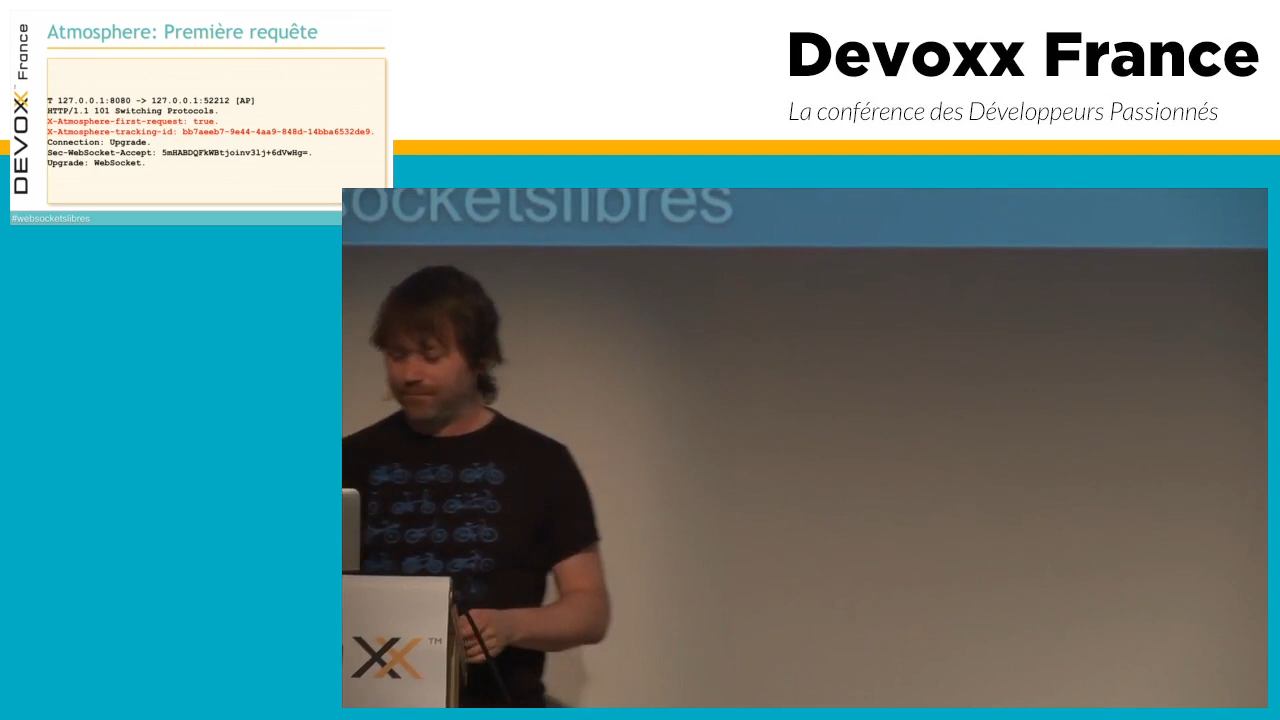 Atmosphere: Première requête
DEVOXX™ France
T 127.0.0.1:8080 -> 127.0.0.1:52212 [AP]
HTTP/1.1 101 Switching Protocols.
X-Atmosphere-first-request: true.
X-Atmosphere-tracking-id: bb7aeeb7-9e44-4aa9-848d-14bba6532de9.
Connection: Upgrade.
Sec-WebSocket-Accept: 5mHABDQFkWBtjoinv3lj+6dVwHg=.
Upgrade: WebSocket.
#websocketslibres
Devoxx France
La conférence des Développeurs Passionnés
ocketslibres
XX™